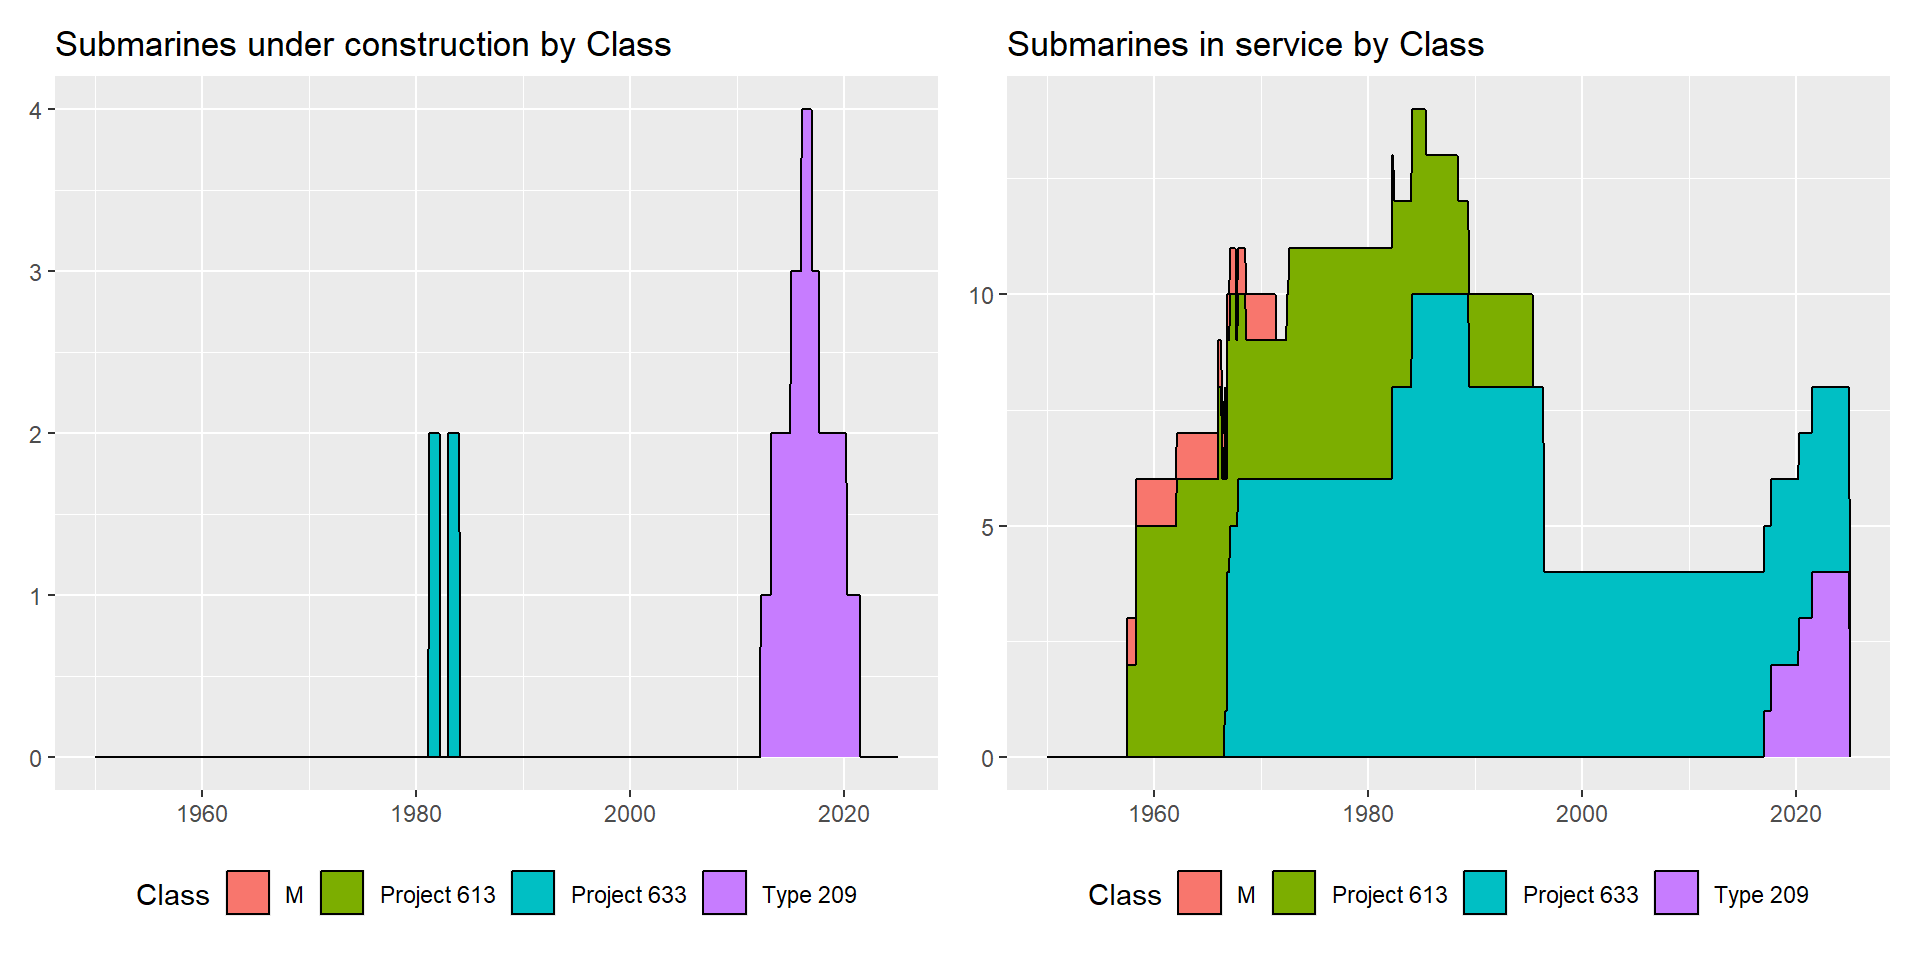 Submarines under construction by Class
4
3
2
1
0
1960 1980 2000 2020
Class M Project 613 Project 633 Type 209
Submarines in service by Class
10
5
0
1960 1980 2000 2020
Class M Project 613 Project 633 Type 209